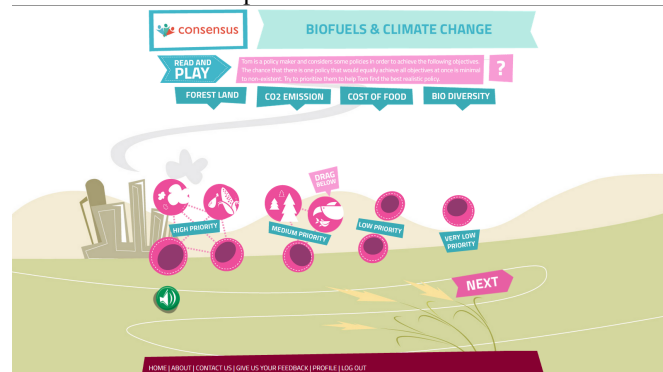 consensus
BIOFUELS & CLIMATE CHANGE
READ AND
PLAY
Tom is a policy maker and considers some policies in order to achieve the following objectives.
The chance that there is one policy that would equally achieve all objectives at once is minimal
to non-existent. Try to prioritize them to help Tom find the best realistic policy.
?
FOREST LAND
CO2 EMISSION
COST OF FOOD
BIO DIVERSITY
DRAG
BELOW
HIGH PRIORITY
MEDIUM PRIORITY
LOW PRIORITY
VERY LOW
PRIORITY
NEXT
HOME | ABOUT | CONTACT US | GIVE US YOUR FEEDBACK | PROFILE | LOG OUT